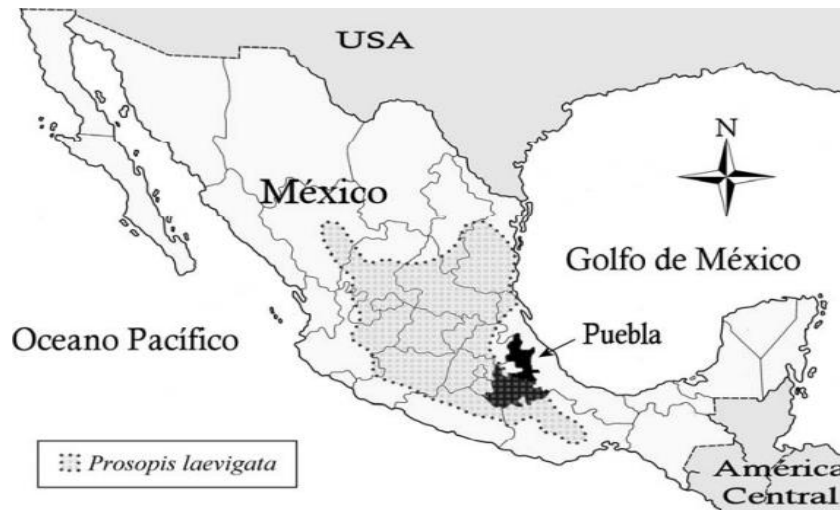 USA
N
México
Golfo de México
Oceano Pacífico
Puebla
Prosopis laevigata
América
Central